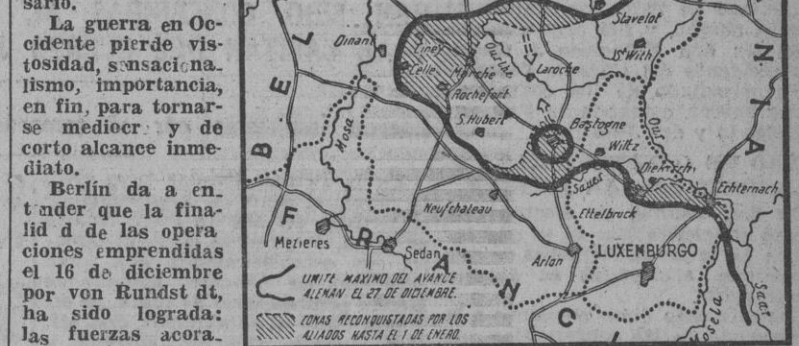 sario.
La guerra en Oc-
cidente pierde vis-
tosidad, sensaciona-
lismo, importancia,
en fin, para tornar-
se mediocr y de
corto alcance inme-
diato.
Berlín da a en-
tender que la fina-
lid d de las opera
ciones emprendidas
el 16 de diciembre
por von Rundst dt,
ha sido lograda:
las fuerzas acora-
Stavelot
Dinant
Ciney
Ourthe
St With
Celle
Marche
Laroche
Rochefort
S. Hubert
Bastogne
Mosa
Our
Wiltz
Diekirch
Sauer
Echternach
Neufchateau
Ettelbruck
Mezieres
Sedan
Arlon
LUXEMBURGO
Mosela
Saar
BEL
FRANCI
NIA
LIMITE MAXIMO DEL AVANCE
ALEMAN EL 27 DE DICIEMBRE.
ZONAS RECONQUISTADAS POR LOS
ALIADOS HASTA EL 1 DE ENERO.